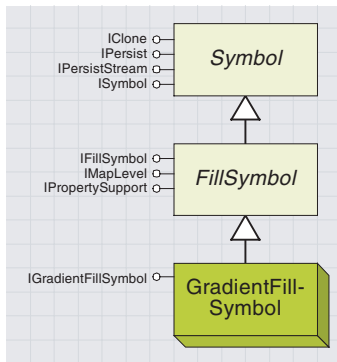 IClone
IPersist
IPersistStream
ISymbol
Symbol
IFillSymbol
IMapLevel
IPropertySupport
FillSymbol
IGradientFillSymbol
GradientFill-
Symbol